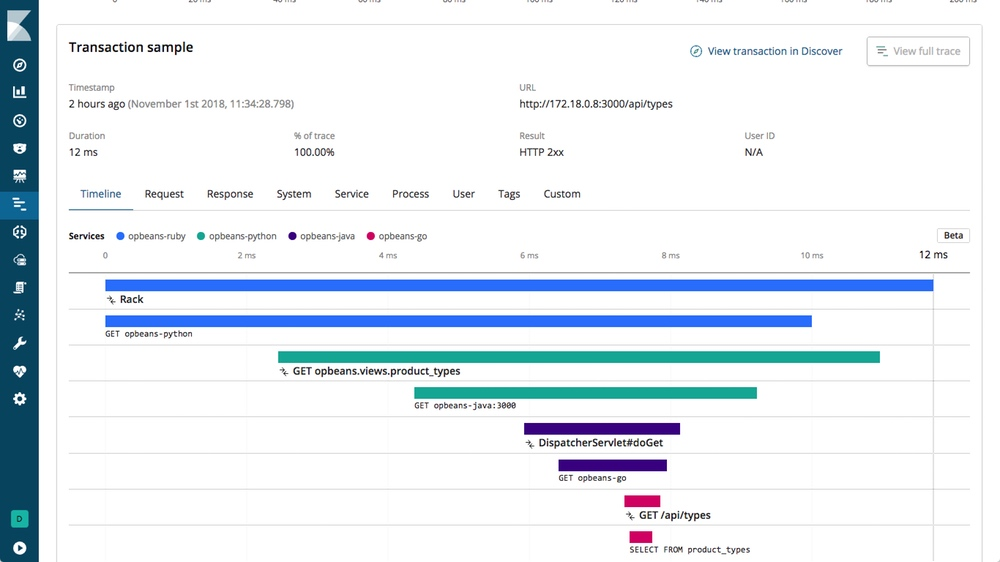 Transaction sample
View transaction in Discover
View full trace
Timestamp
2 hours ago (November 1st 2018, 11:34:28.798)
URL
http://172.18.0.8:3000/api/types
Duration
12 ms
% of trace
100.00%
Result
HTTP 2xx
User ID
N/A
Timeline Request Response System Service Process User Tags Custom
Services opbeans-ruby opbeans-python opbeans-java opbeans-go
Beta
0 2 ms 4 ms 6 ms 8 ms 10 ms 12 ms
Rack
GET opbeans-python
GET opbeans.views.product_types
GET opbeans-java:3000
DispatcherServlet#doGet
GET opbeans-go
GET /api/types
SELECT FROM product_types
D